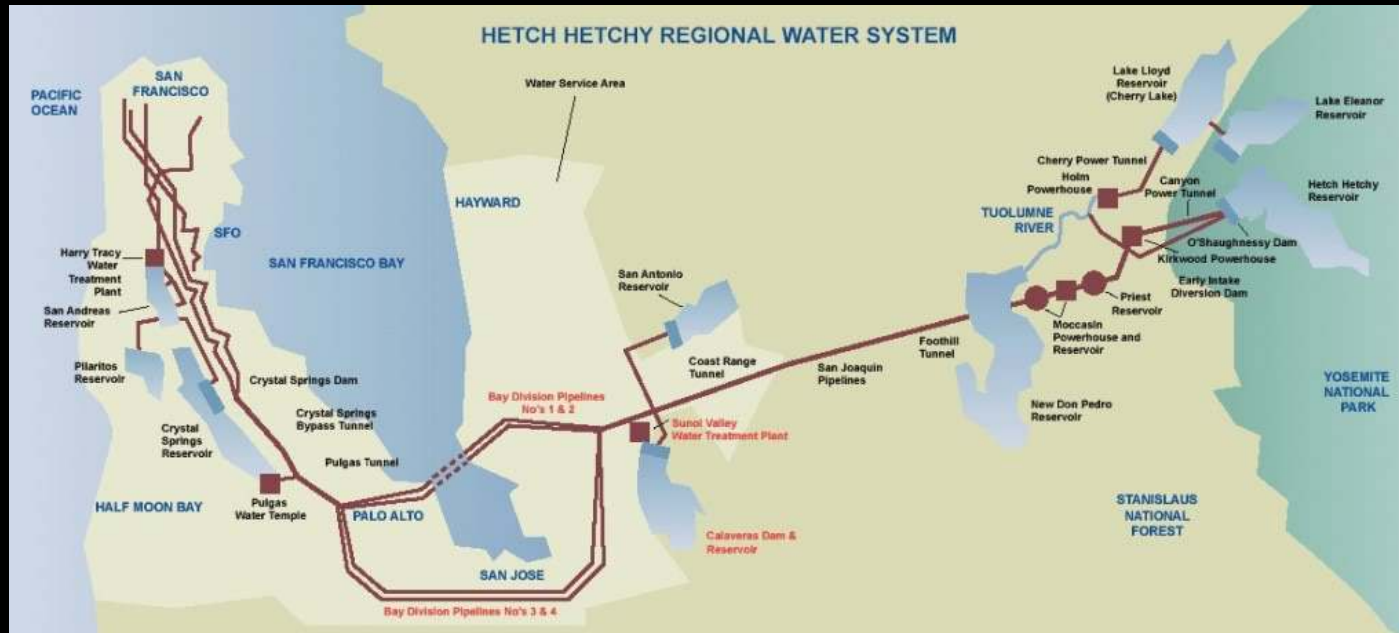 HETCH HETCHY REGIONAL WATER SYSTEM
PACIFIC
OCEAN
SAN
FRANCISCO
Water Service Area
Lake Lloyd
Reservoir
(Cherry Lake)
Lake Eleanor
Reservoir
Cherry Power Tunnel
Holm
Powerhouse
Canyon
Power Tunnel
Hetch Hetchy
Reservoir
HAYWARD
TUOLUMNE
RIVER
SFO
O'Shaughnessy Dam
Kirkwood Powerhouse
Harry Tracy
Water
Treatment
Plant
SAN FRANCISCO BAY
San Antonio
Reservoir
Early Intake
Diversion Dam
San Andreas
Reservoir
Priest
Reservoir
Moccasin
Powerhouse and
Reservoir
Foothill
Tunnel
Pilaritos
Reservoir
Coast Range
Tunnel
San Joaquin
Pipelines
Crystal Springs Dam
YOSEMITE
NATIONAL
PARK
Bay Division Pipelines
No's 1 & 2
New Don Pedro
Reservoir
Crystal Springs
Bypass Tunnel
Sunol Valley
Water Treatment Plant
Crystal
Springs
Reservoir
Pulgas Tunnel
HALF MOON BAY
Pulgas
Water Temple
PALO ALTO
STANISLAUS
NATIONAL
FOREST
Calaveras Dam &
Reservoir
SAN JOSE
Bay Division Pipelines No's 3 & 4